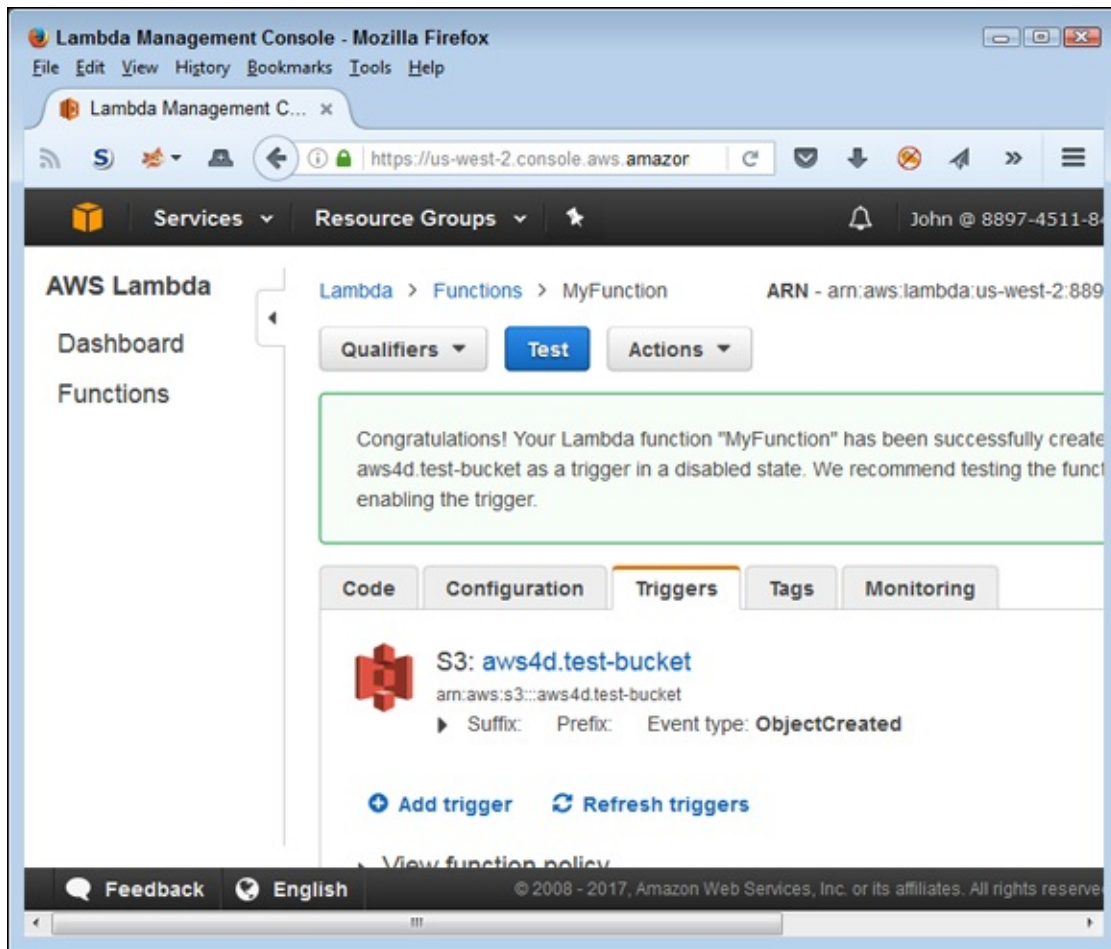 Lambda Management Console - Mozilla Firefox
File Edit View History Bookmarks Tools Help
Lambda Management C... ×
S) https://us-west-2.console.aws.amazon »
Services Resource Groups John @ 8897-4511-84
AWS Lambda
Dashboard
Functions
Lambda > Functions > MyFunction ARN - arn:aws:lambda:us-west-2:889
Qualifiers Test Actions
Congratulations! Your Lambda function "MyFunction" has been successfully create
aws4d.test-bucket as a trigger in a disabled state. We recommend testing the funct
enabling the trigger.
Code Configuration Triggers Tags Monitoring
S3: aws4d.test-bucket
arn:aws:s3:::aws4d.test-bucket
Suffix: Prefix: Event type: ObjectCreated
Add trigger Refresh triggers
View function policy
Feedback English © 2008 - 2017, Amazon Web Services, Inc. or its affiliates. All rights reserve